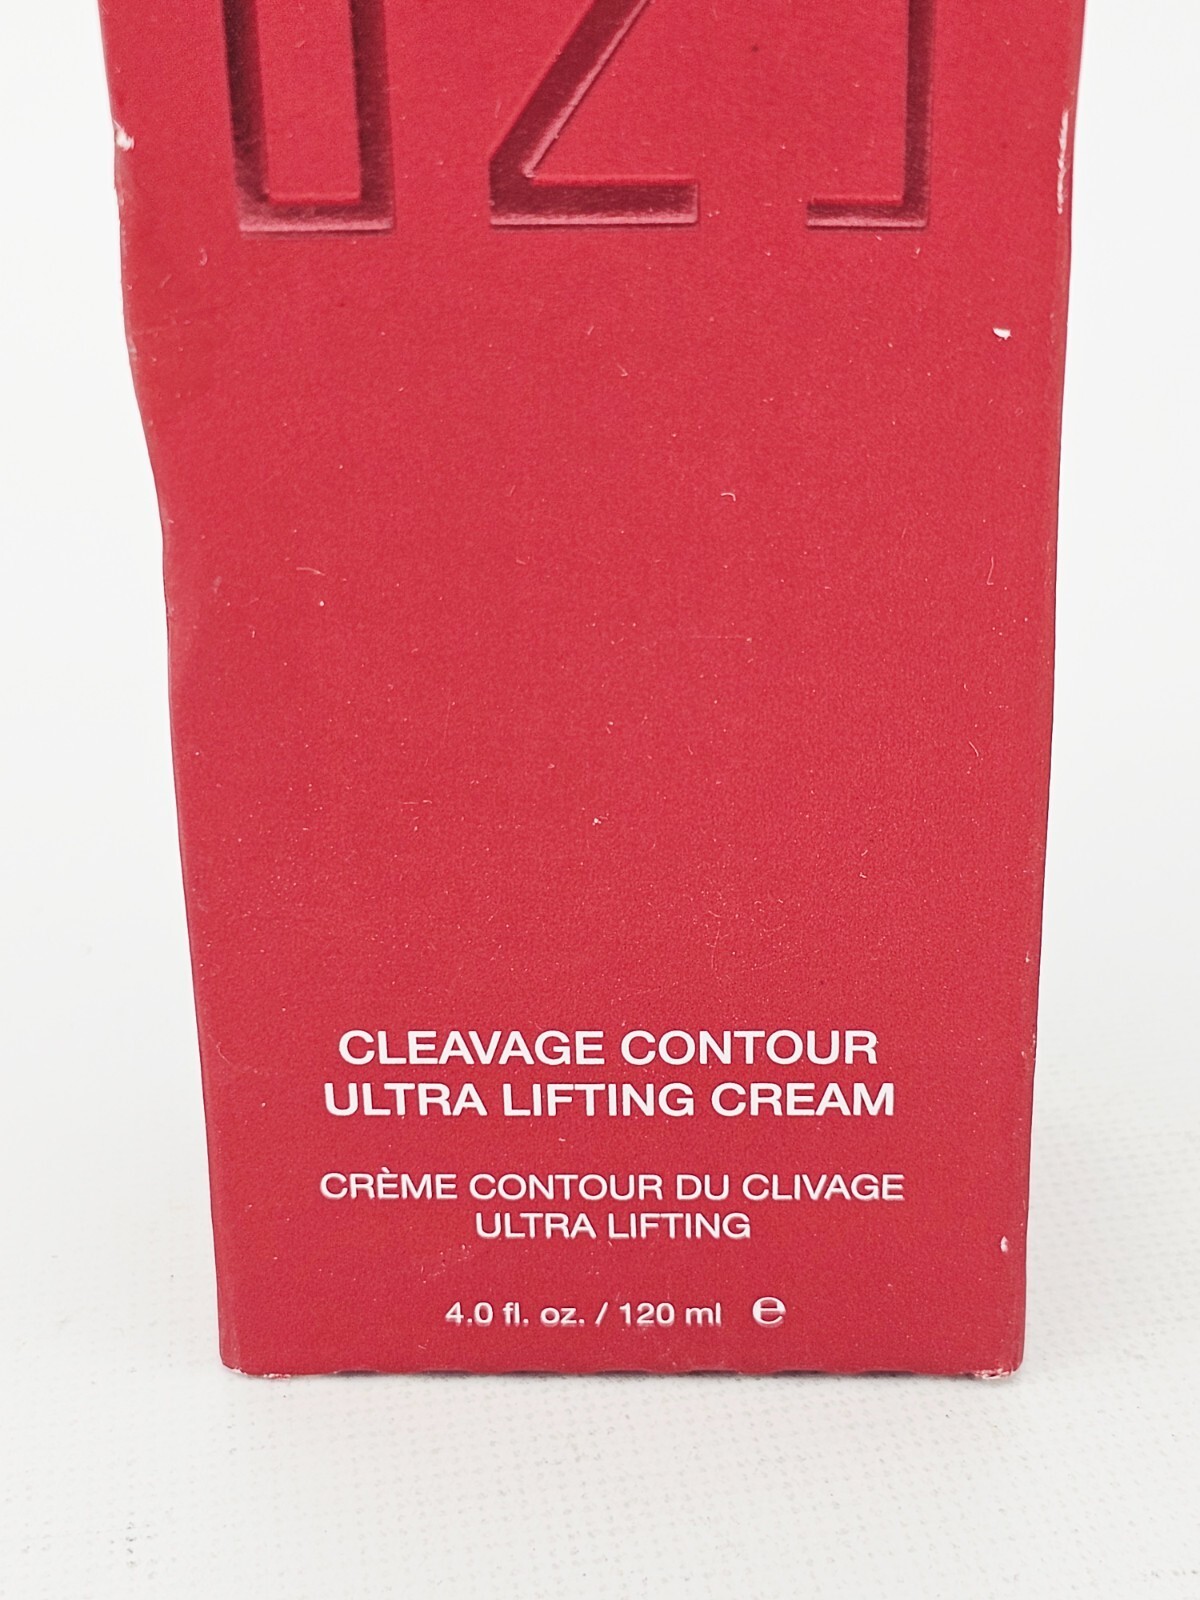 CLEAVAGE CONTOUR
ULTRA LIFTING CREAM
CRÈME CONTOUR DU CLIVAGE
ULTRA LIFTING
4.0 fl. oz. / 120 ml ℮